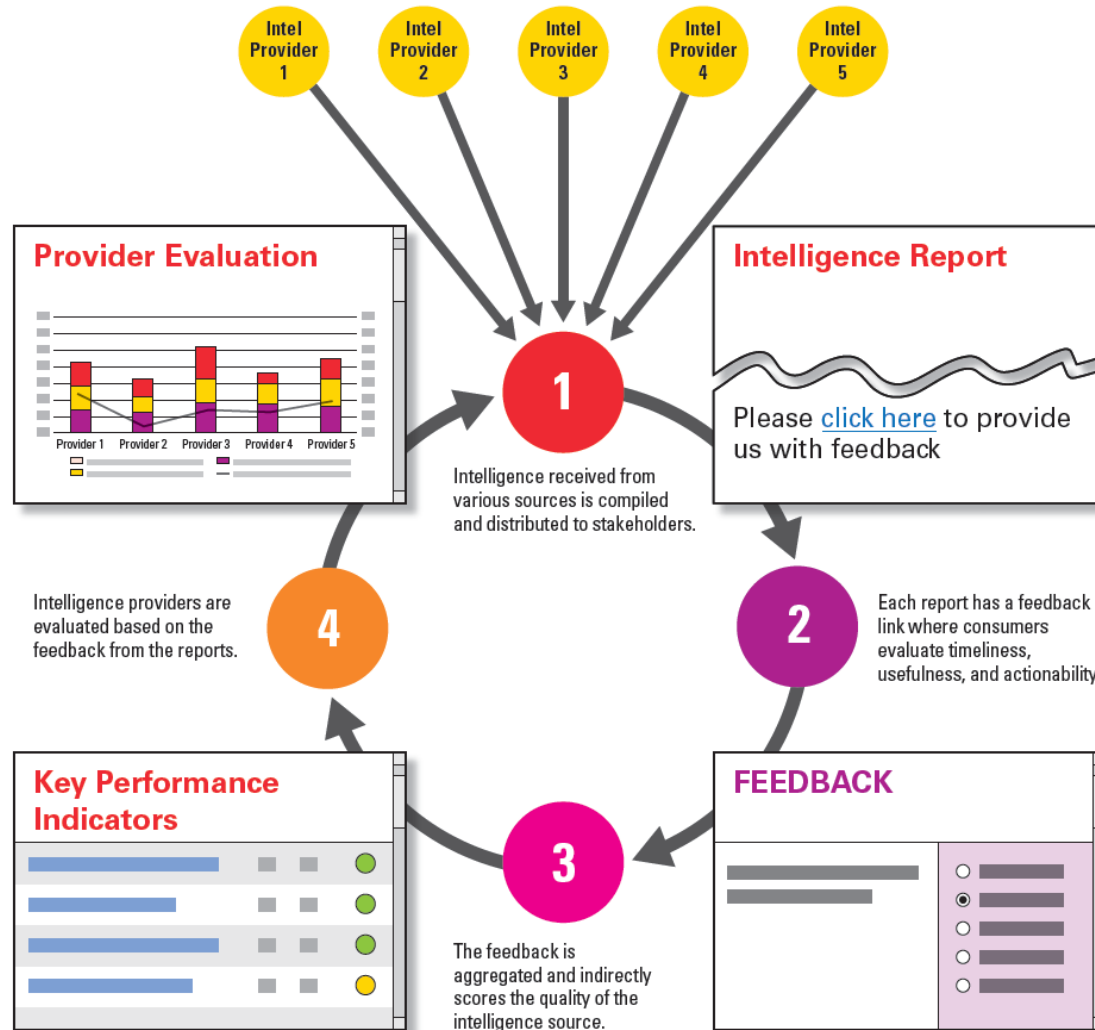 Intel
Provider
1
Intel
Provider
2
Intel
Provider
3
Intel
Provider
4
Intel
Provider
5
Provider Evaluation
Provider 1 Provider 2 Provider 3 Provider 4 Provider 5
Intelligence Report
Please click here to provide
us with feedback
1
Intelligence received from
various sources is compiled
and distributed to stakeholders.
2
Each report has a feedback
link where consumers
evaluate timeliness,
usefulness, and actionability
FEEDBACK
3
The feedback is
aggregated and indirectly
scores the quality of the
intelligence source.
Key Performance
Indicators
4
Intelligence providers are
evaluated based on the
feedback from the reports.